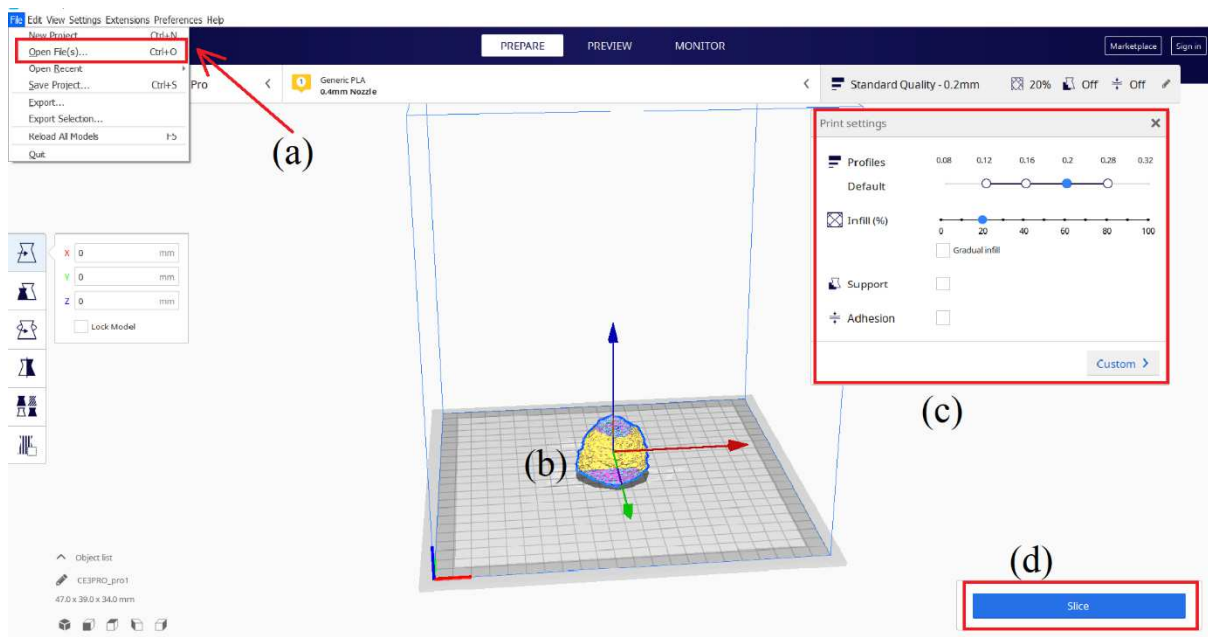 File Edit View Settings Extensions Preferences Help
New Project... Ctrl+N
Open File(s)... Ctrl+O
Open Recent
Save Project... Ctrl+S
Export...
Export Selection...
Reload All Models F5
Quit
PREPARE PREVIEW MONITOR
Marketplace Sign in
Pro
1
Generic PLA
0.4mm Nozzle
Standard Quality - 0.2mm 20% Off Off
(a)
Print settings
Profiles 0.08 0.12 0.16 0.2 0.28 0.32
Default
Infill (%)
0 20 40 60 80 100
Gradual infill
Support
Adhesion
Custom
(c)
X 0 mm
Y 0 mm
Z 0 mm
Lock Model
(b)
Object list
CE3PRO_pro1
47.0 x 39.0 x 34.0 mm
(d)
Slice